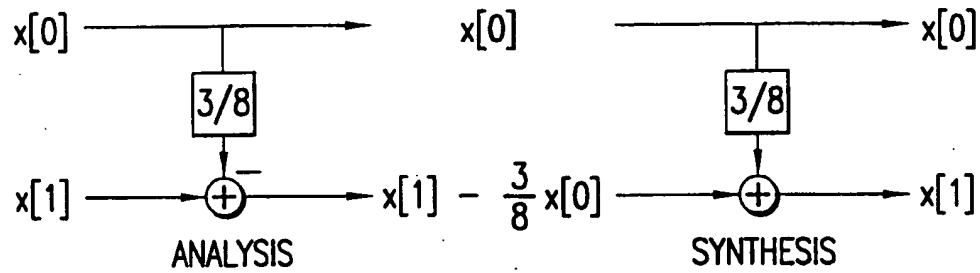 x[0] x[0] x[0]
3/8 3/8
−
x[1] + x[1] − 3/8 x[0] + x[1]
ANALYSIS SYNTHESIS